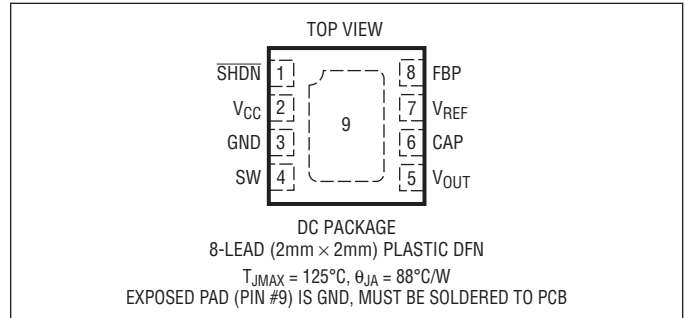 TOP VIEW
SHDN 1 8 FBP
VCC 2 7 VREF
9
GND 3 6 CAP
SW 4 5 VOUT
DC PACKAGE
8-LEAD (2mm × 2mm) PLASTIC DFN
TJMAX = 125°C, θJA = 88°C/W
EXPOSED PAD (PIN #9) IS GND, MUST BE SOLDERED TO PCB